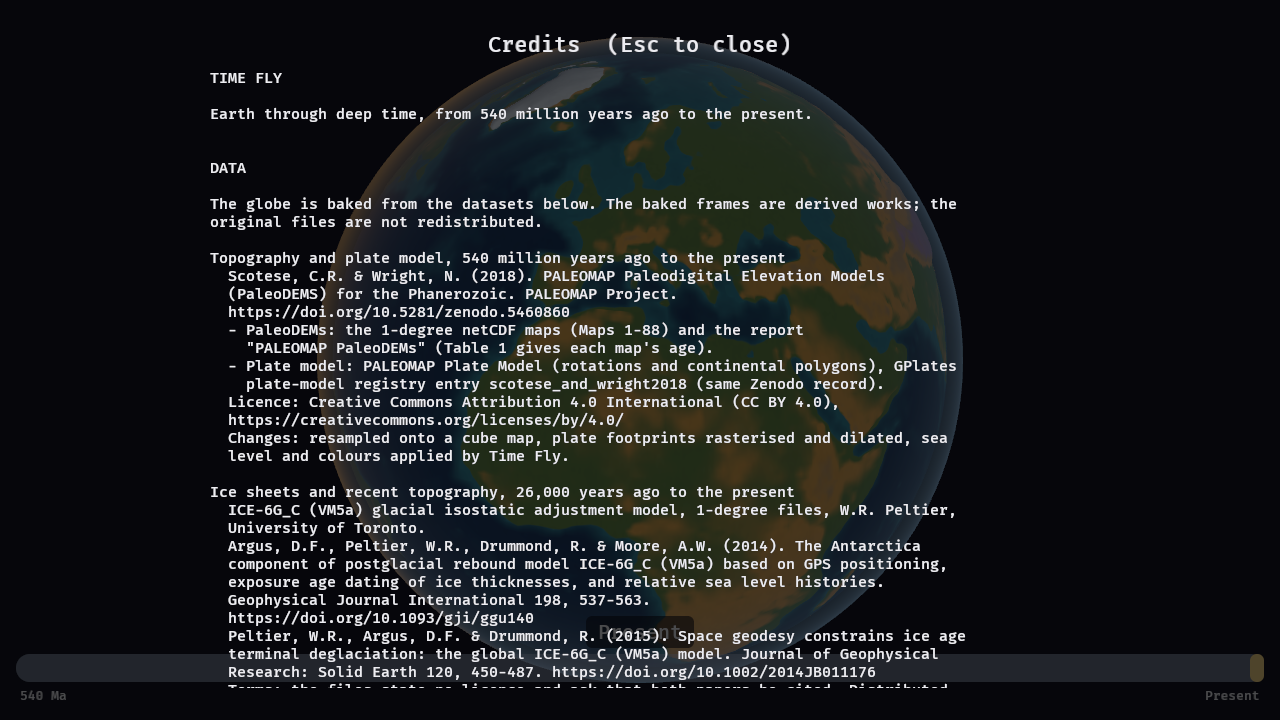 Credits  (Esc to close)
TIME FLY
Earth through deep time, from 540 million years ago to the present.
DATA
The globe is baked from the datasets below. The baked frames are derived works; the
original files are not redistributed.
Topography and plate model, 540 million years ago to the present
Scotese, C.R. & Wright, N. (2018). PALEOMAP Paleodigital Elevation Models
(PaleoDEMS) for the Phanerozoic. PALEOMAP Project.
https://doi.org/10.5281/zenodo.5460860
- PaleoDEMs: the 1-degree netCDF maps (Maps 1-88) and the report
"PALEOMAP PaleoDEMs" (Table 1 gives each map's age).
- Plate model: PALEOMAP Plate Model (rotations and continental polygons), GPlates
plate-model registry entry scotese_and_wright2018 (same Zenodo record).
Licence: Creative Commons Attribution 4.0 International (CC BY 4.0),
https://creativecommons.org/licenses/by/4.0/
Changes: resampled onto a cube map, plate footprints rasterised and dilated, sea
level and colours applied by Time Fly.
Ice sheets and recent topography, 26,000 years ago to the present
ICE-6G_C (VM5a) glacial isostatic adjustment model, 1-degree files, W.R. Peltier,
University of Toronto.
Argus, D.F., Peltier, W.R., Drummond, R. & Moore, A.W. (2014). The Antarctica
component of postglacial rebound model ICE-6G_C (VM5a) based on GPS positioning,
exposure age dating of ice thicknesses, and relative sea level histories.
Geophysical Journal International 198, 537-563.
https://doi.org/10.1093/gji/ggu140
Present
Peltier, W.R., Argus, D.F. & Drummond, R. (2015). Space geodesy constrains ice age
terminal deglaciation: the global ICE-6G_C (VM5a) model. Journal of Geophysical
Research: Solid Earth 120, 450-487. https://doi.org/10.1002/2014JB011176
540 Ma
Present